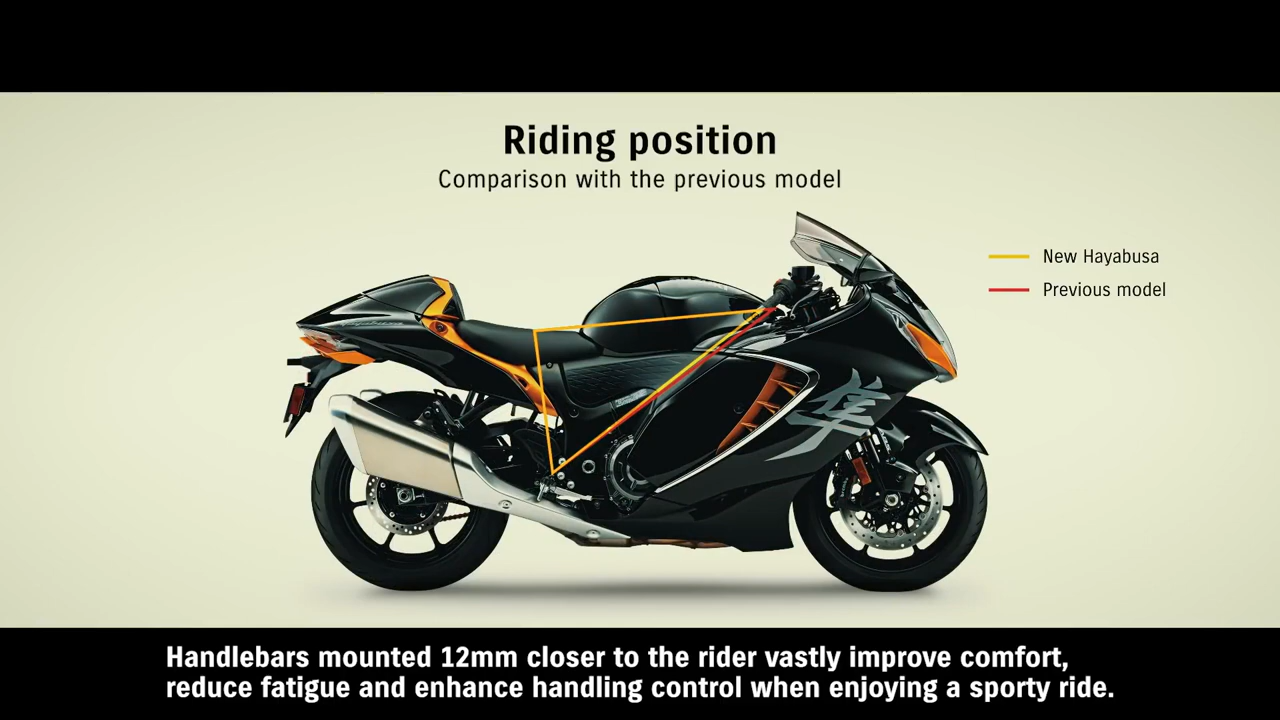 Riding position
Comparison with the previous model
New Hayabusa
Previous model
隼
Handlebars mounted 12mm closer to the rider vastly improve comfort,
reduce fatigue and enhance handling control when enjoying a sporty ride.